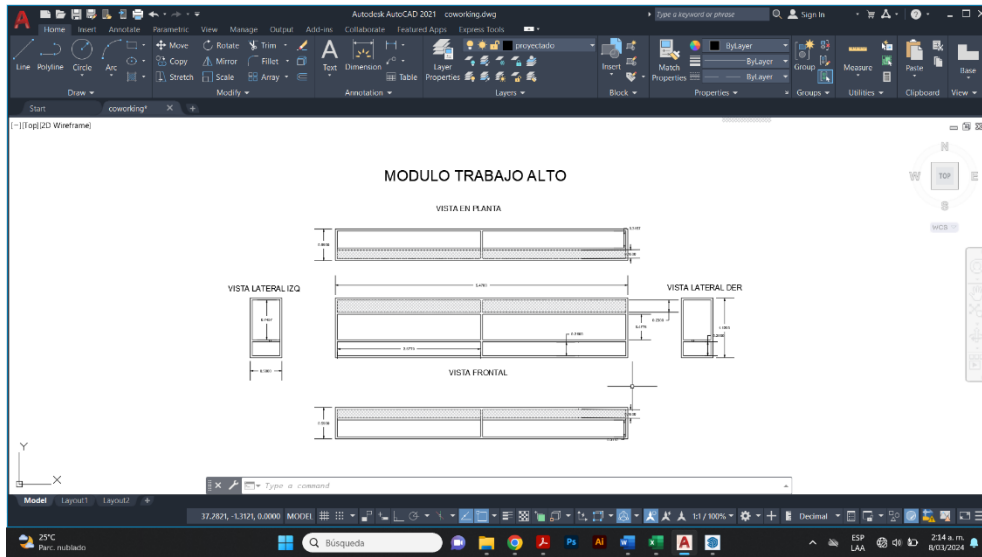 Autodesk AutoCAD 2021 coworking.dwg
Type a keyword or phrase
Sign In
Home Insert Annotate Parametric View Manage Output Add-ins Collaborate Featured Apps Express Tools
Line Polyline Circle Arc
Move Rotate Trim
Copy Mirror Fillet
Stretch Scale Array
Text Dimension
Table
Layer Properties
proyectado
Insert
Match Properties
ByLayer
ByLayer
ByLayer
Group
Measure
Paste
Base
Draw Modify Annotation Layers Block Properties Groups Utilities Clipboard View
Start coworking*
[−][Top][2D Wireframe]
N
W TOP E
S
WCS
MODULO TRABAJO ALTO
VISTA EN PLANTA
VISTA LATERAL IZQ
VISTA LATERAL DER
VISTA FRONTAL
Y
X
Type a command
Model Layout1 Layout2
37.2821, -1.3121, 0.0000 MODEL
1:1 / 100%
Decimal
25°C
Parc. nublado
Búsqueda
ESP
LAA
2:14 a. m.
8/03/2024